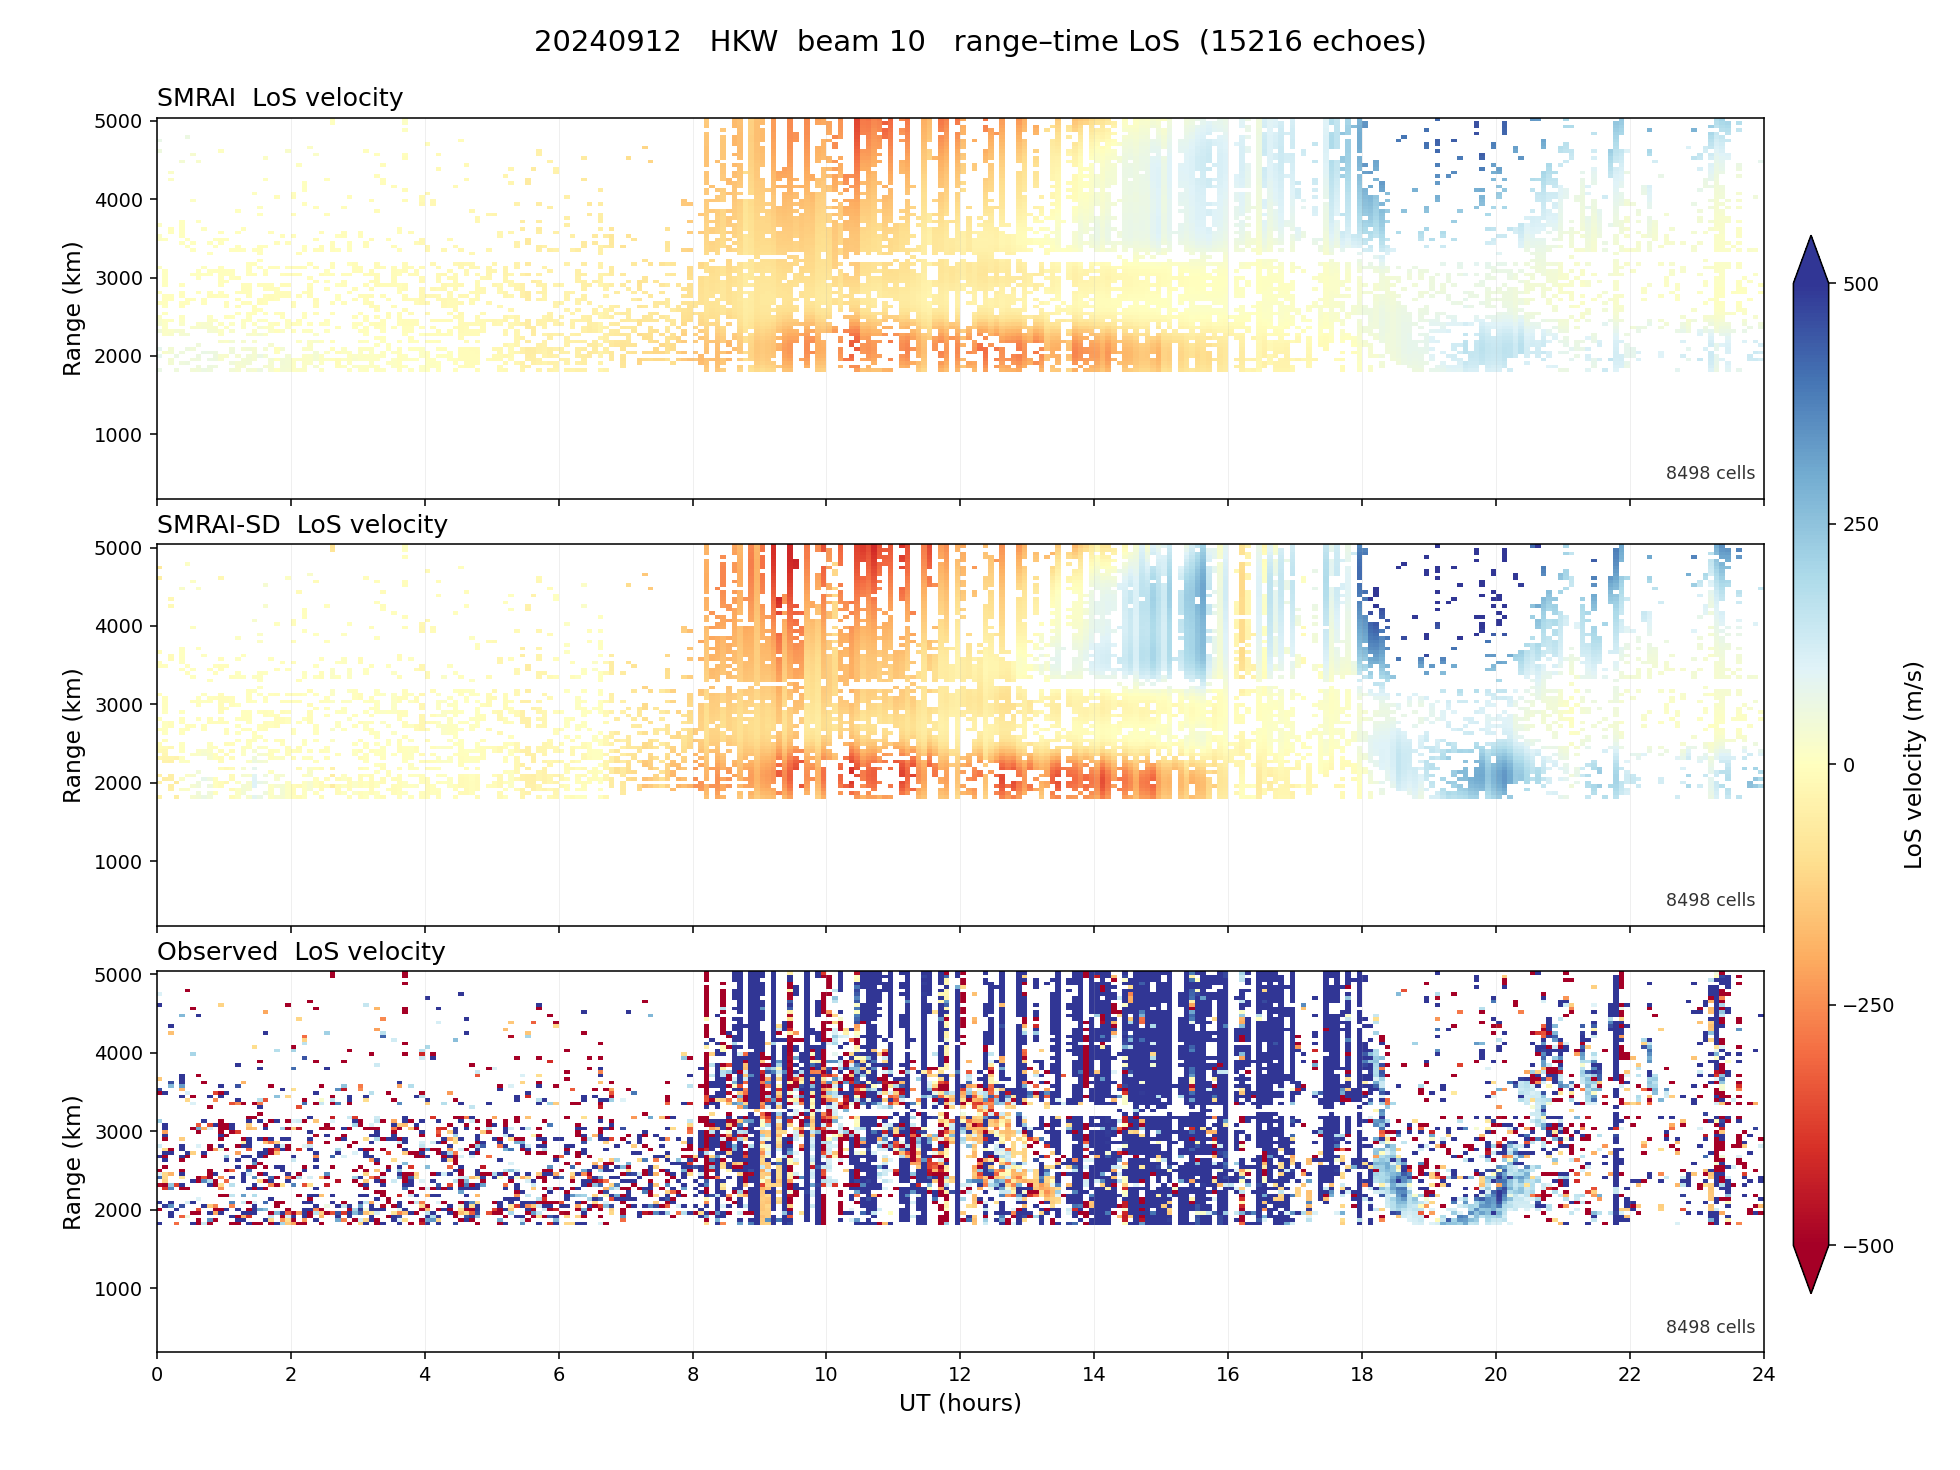 20240912   HKW  beam 10   range–time LoS  (15216 echoes)
SMRAI  LoS velocity
5000
4000
3000
2000
1000
Range (km)
8498 cells
SMRAI-SD  LoS velocity
5000
4000
3000
2000
1000
Range (km)
8498 cells
Observed  LoS velocity
5000
4000
3000
2000
1000
Range (km)
8498 cells
0 2 4 6 8 10 12 14 16 18 20 22 24
UT (hours)
500
250
0
−250
−500
LoS velocity (m/s)